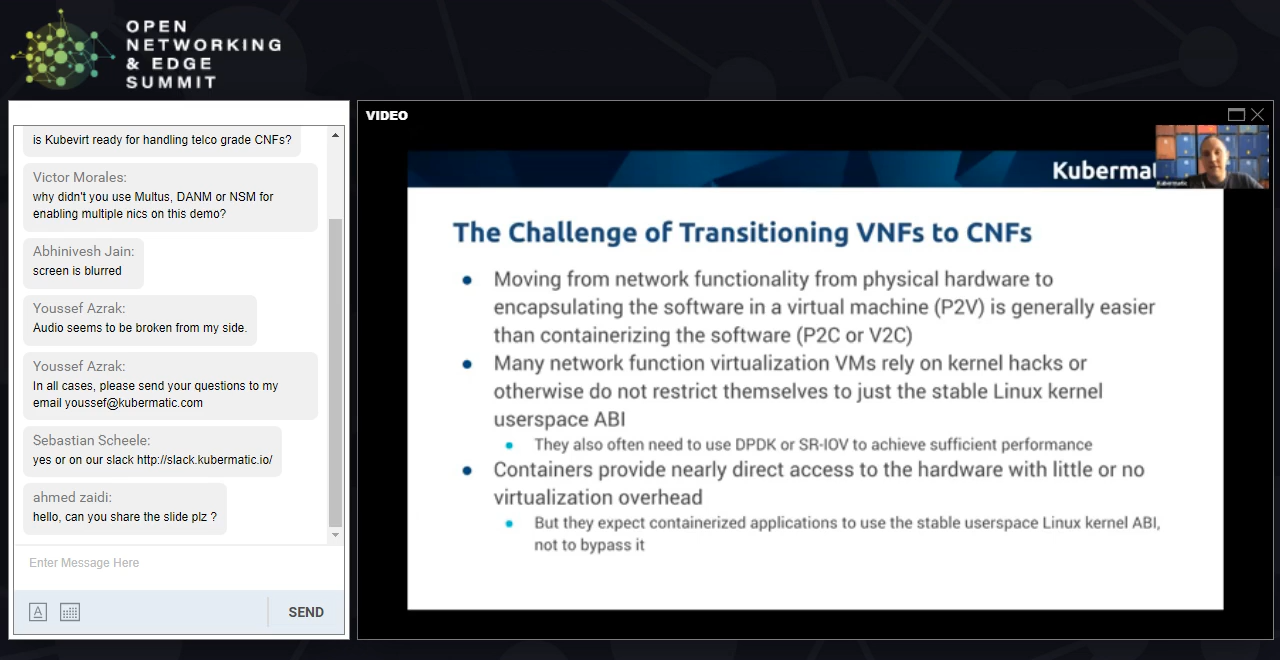 OPEN
NETWORKING
& EDGE
SUMMIT
is Kubevirt ready for handling telco grade CNFs?
Victor Morales:
why didn't you use Multus, DANM or NSM for
enabling multiple nics on this demo?
Abhinivesh Jain:
screen is blurred
Youssef Azrak:
Audio seems to be broken from my side.
Youssef Azrak:
In all cases, please send your questions to my
email youssef@kubermatic.com
Sebastian Scheele:
yes or on our slack http://slack.kubermatic.io/
ahmed zaidi:
hello, can you share the slide plz ?
Enter Message Here
A
SEND
VIDEO
Kuberma
The Challenge of Transitioning VNFs to CNFs
Moving from network functionality from physical hardware to
encapsulating the software in a virtual machine (P2V) is generally easier
than containerizing the software (P2C or V2C)
Many network function virtualization VMs rely on kernel hacks or
otherwise do not restrict themselves to just the stable Linux kernel
userspace ABI
They also often need to use DPDK or SR-IOV to achieve sufficient performance
Containers provide nearly direct access to the hardware with little or no
virtualization overhead
But they expect containerized applications to use the stable userspace Linux kernel ABI,
not to bypass it